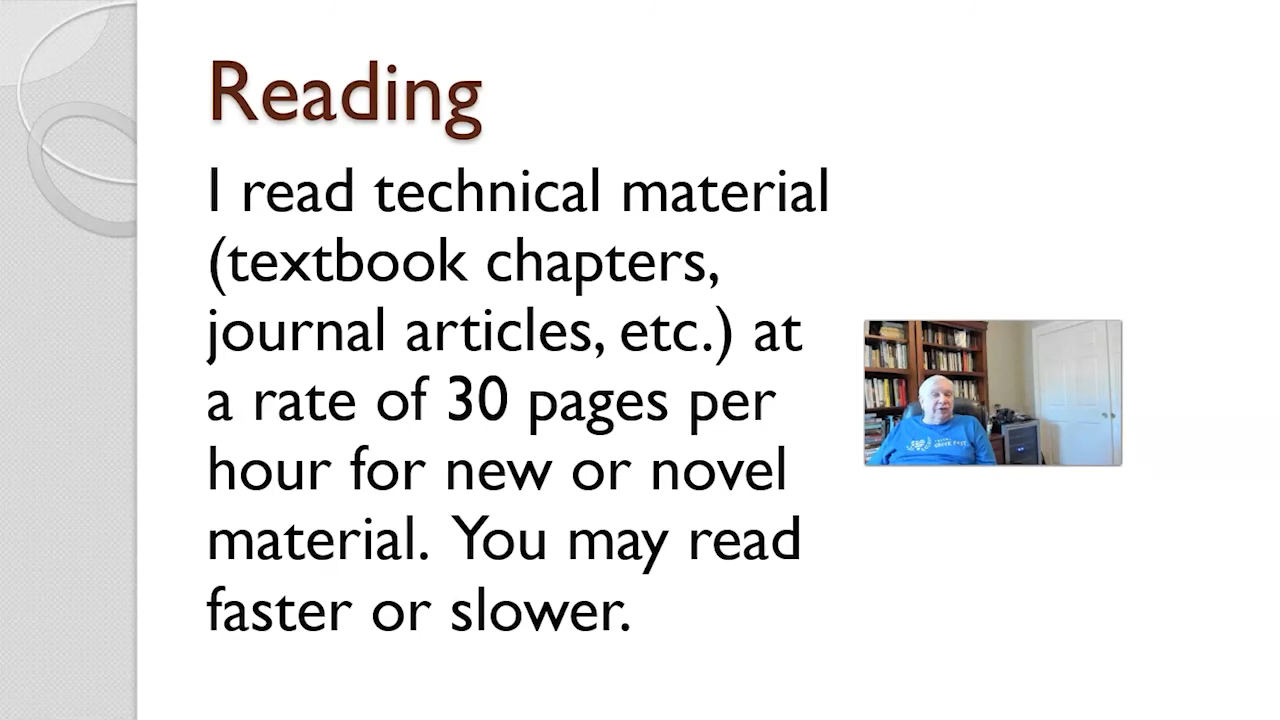 Reading
I read technical material
(textbook chapters,
journal articles, etc.) at
a rate of 30 pages per
hour for new or novel
material.  You may read
faster or slower.